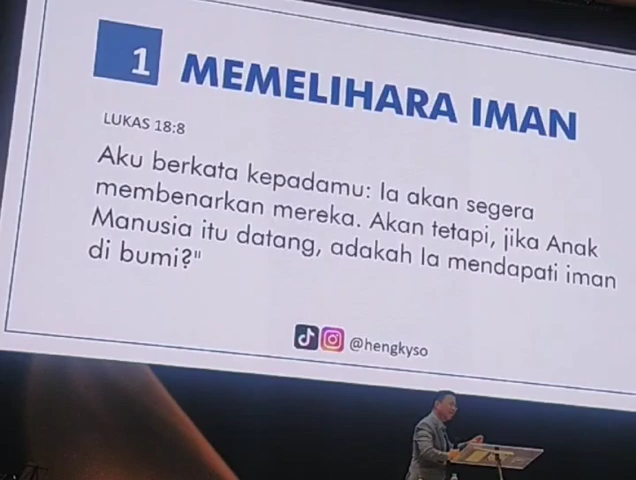 1 MEMELIHARA IMAN
LUKAS 18:8
Aku berkata kepadamu: Ia akan segera
membenarkan mereka. Akan tetapi, jika Anak
Manusia itu datang, adakah Ia mendapati iman
di bumi?"
@hengkyso